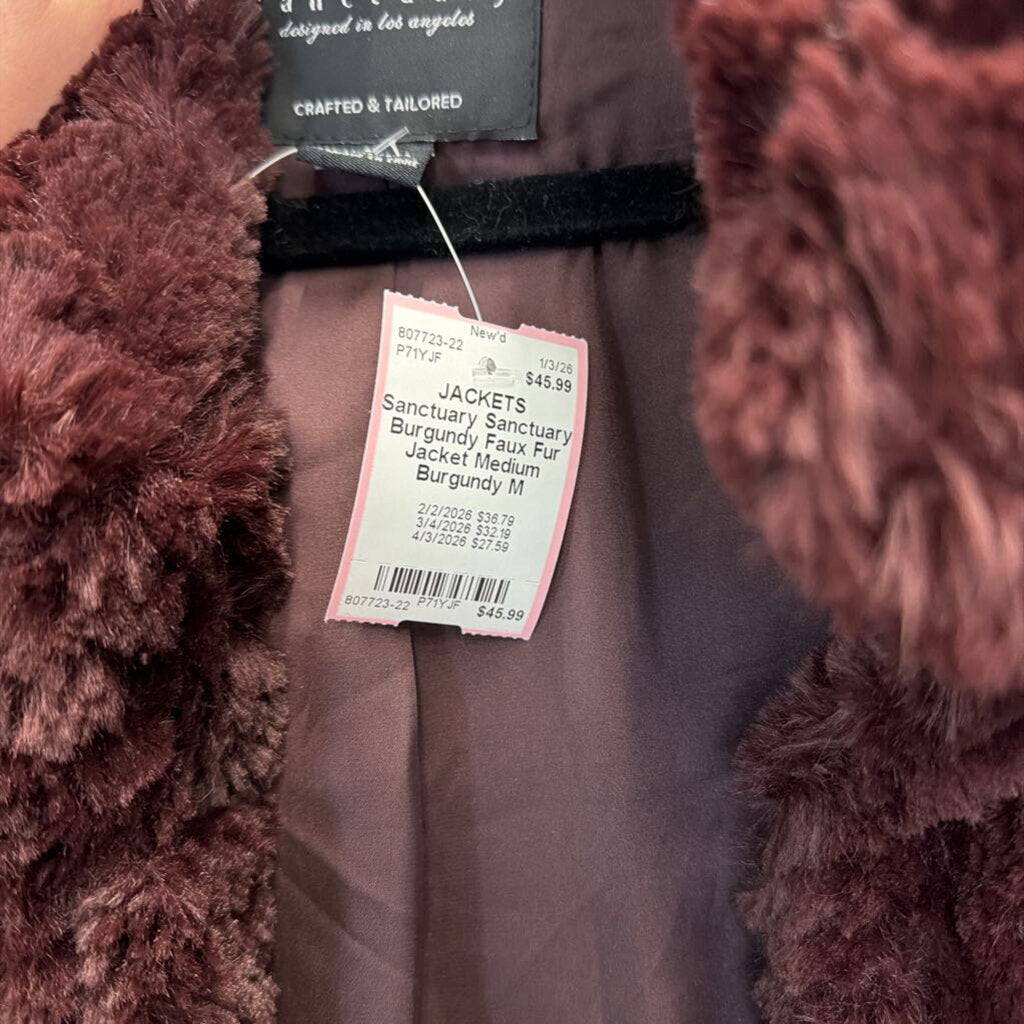 designed in los angeles
CRAFTED & TAILORED
New'd
807723-22
P71YJF
1/3/26
$45.99
JACKETS
Sanctuary Sanctuary
Burgundy Faux Fur
Jacket Medium
Burgundy M
2/2/2026 $36.79
3/4/2026 $32.19
4/3/2026 $27.59
807723-22 P71YJF $45.99